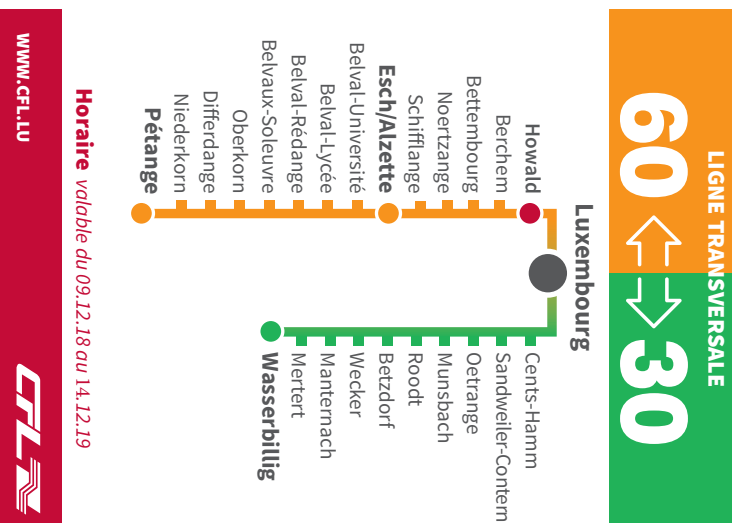 LIGNE TRANSVERSALE
60 30
Luxembourg
Howald
Berchem
Bettembourg
Noertzange
Schifflange
Esch/Alzette
Belval-Université
Belval-Lycée
Belval-Rédange
Belvaux-Soleuvre
Oberkorn
Differdange
Niederkorn
Pétange
Cents-Hamm
Sandweiler-Contern
Oetrange
Munsbach
Roodt
Betzdorf
Wecker
Manternach
Mertert
Wasserbillig
Horaire valable du 09.12.18 au 14.12.19
WWW.CFL.LU
CFL